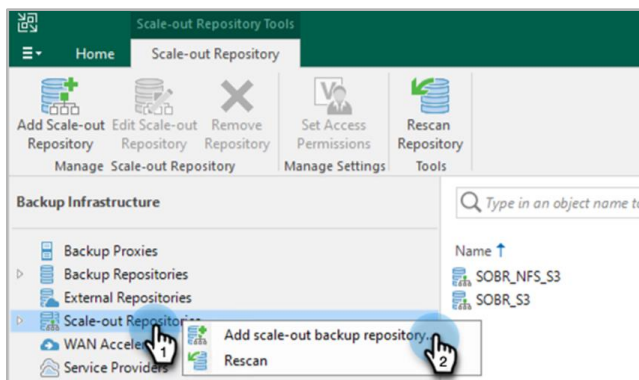 Scale-out Repository Tools
Home Scale-out Repository
Add Scale-out Edit Scale-out Remove Set Access Rescan
Repository Repository Repository Permissions Repository
Manage Scale-out Repository Manage Settings Tools
Backup Infrastructure
Type in an object name to
Backup Proxies
Name
Backup Repositories
SOBR_NFS_S3
External Repositories
SOBR_S3
Scale-out Repositories
Add scale-out backup repository...
WAN Accele
1
2
Service Providers
Rescan